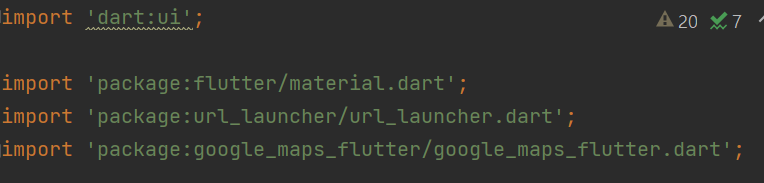 import 'dart:ui'; 20 7
import 'package:flutter/material.dart';
import 'package:url_launcher/url_launcher.dart';
import 'package:google_maps_flutter/google_maps_flutter.dart';